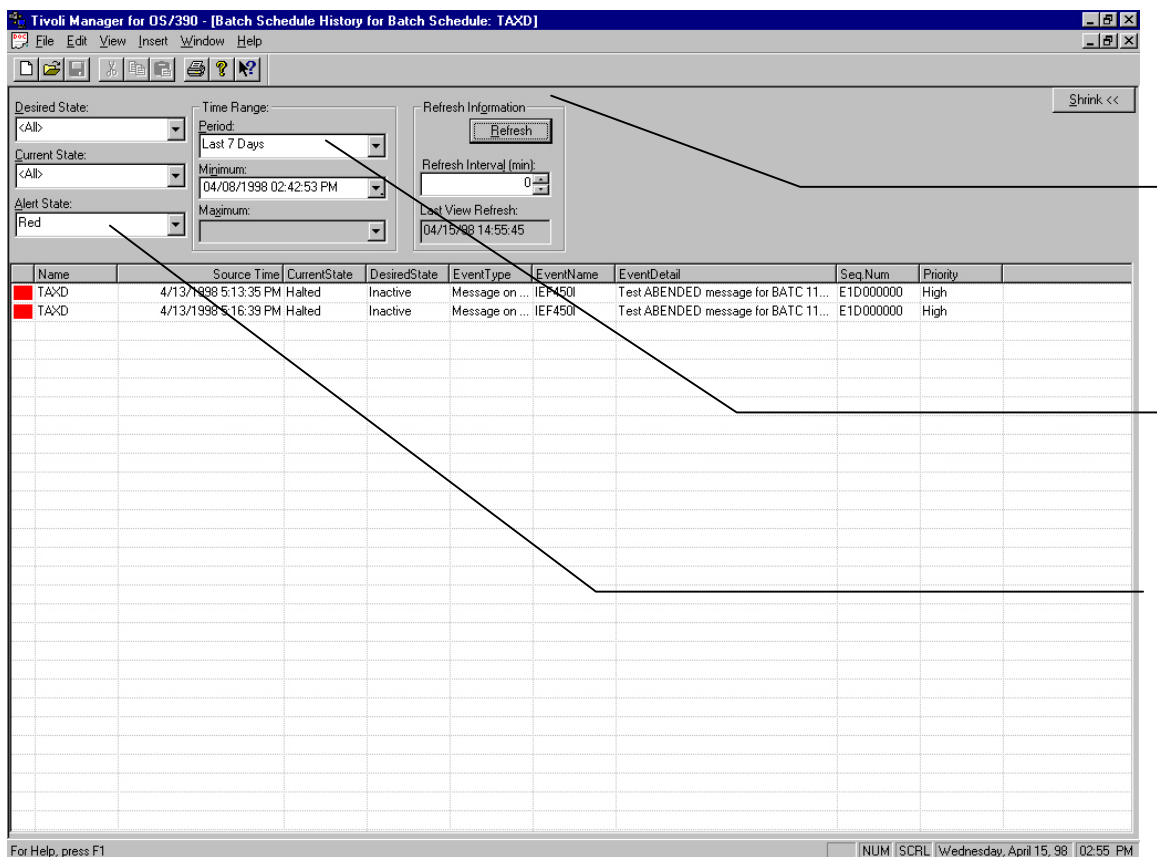 Tivoli Manager for OS/390 - [Batch Schedule History for Batch Schedule: TAXD]
File Edit View Insert Window Help
Shrink <<
Desired State:
<All>
Current State:
<All>
Alert State:
Red
Time Range:
Period:
Last 7 Days
Minimum:
04/08/1998 02:42:53 PM
Maximum:
Refresh Information
Refresh
Refresh Interval (min):
0
Last View Refresh:
04/15/98 14:55:45
Name Source Time CurrentState DesiredState EventType EventName EventDetail Seq.Num Priority
TAXD 4/13/1998 5:13:35 PM Halted Inactive Message on ... IEF450I Test ABENDED message for BATC 11... E1D000000 High
TAXD 4/13/1998 5:16:39 PM Halted Inactive Message on ... IEF450I Test ABENDED message for BATC 11... E1D000000 High
For Help, press F1 NUM SCRL Wednesday, April 15, 98 02:55 PM